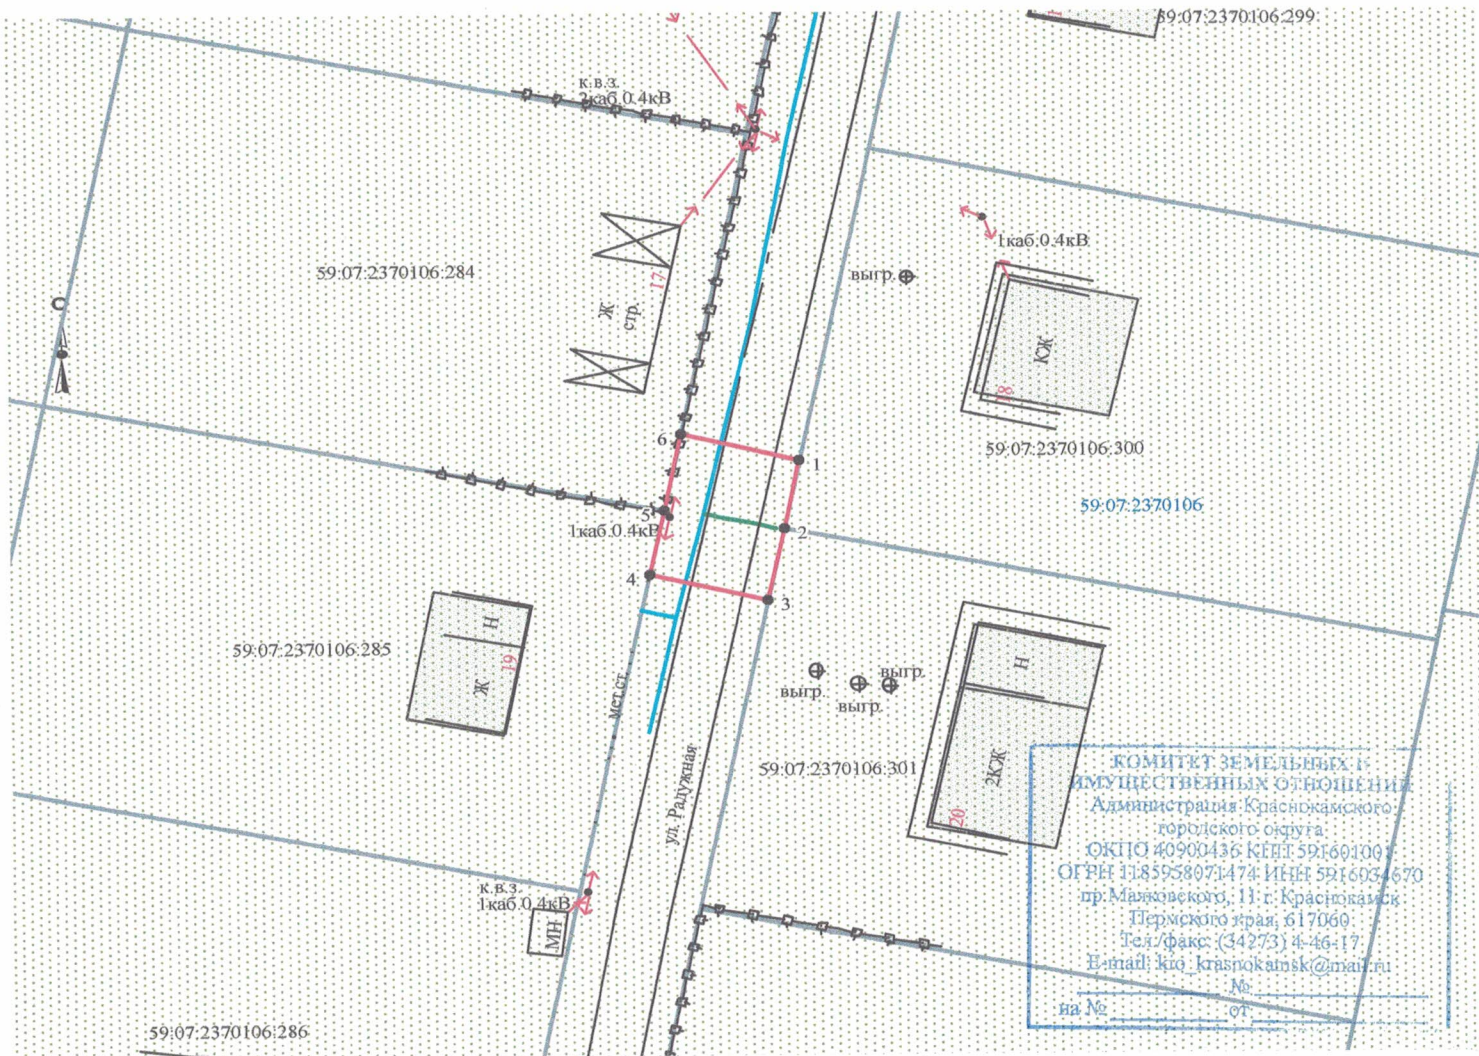 59:07:2370106:299
к.в.з.
2каб.0.4кВ
1каб.0.4кВ
выгр.
59:07:2370106:284
С
17
Ж
стр.
КЖ
18
59:07:2370106:300
59:07:2370106
6
1
5
2
1каб.0.4кВ
4
3
59:07:2370106:285
Н
Ж
19
мет.ст.
выгр.
выгр.
выгр.
Н
2КЖ
20
59:07:2370106:301
ул. Радужная
к.в.з.
1каб.0.4кВ
МН
59:07:2370106:286
КОМИТЕТ ЗЕМЕЛЬНЫХ И
ИМУЩЕСТВЕННЫХ ОТНОШЕНИЙ
Администрация Краснокамского
городского округа
ОКПО 40900436 КПП 591601001
ОГРН 1185958071474 ИНН 5916034670
пр.Маяковского, 11 г. Краснокамск
Пермского края, 617060
Тел./факс: (34273) 4-46-17
E-mail: kio_krasnokamsk@mail.ru
№
на № от